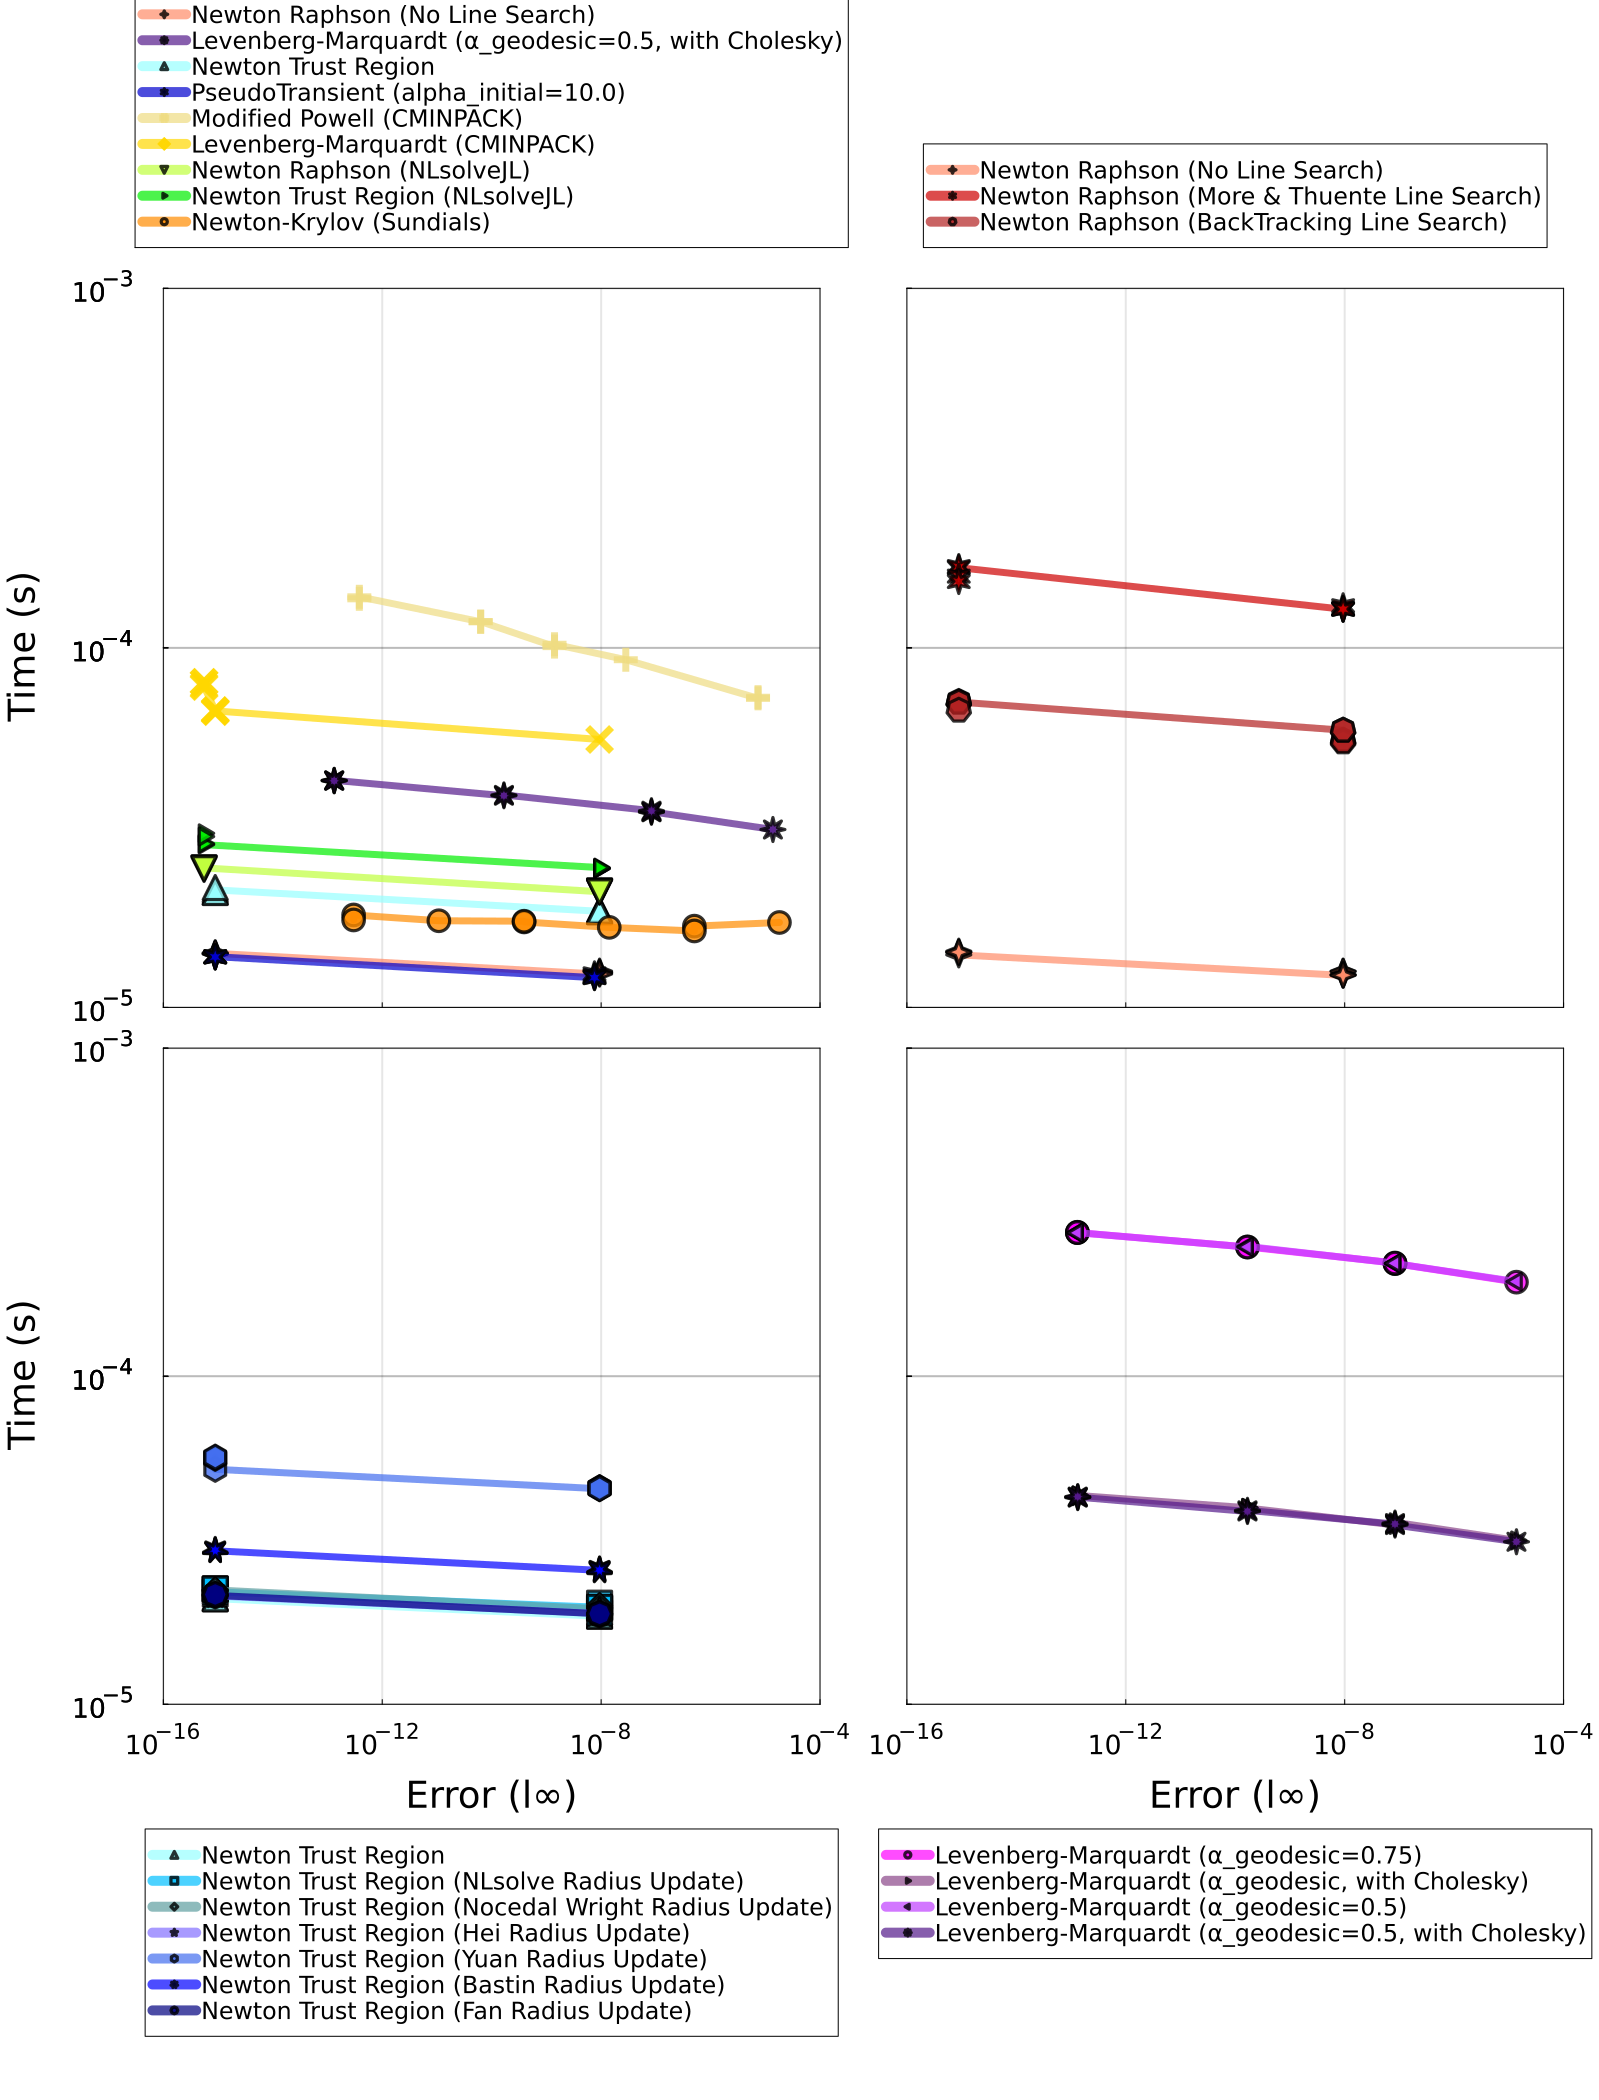 Newton Raphson (No Line Search)
Levenberg-Marquardt (α_geodesic=0.5, with Cholesky)
Newton Trust Region
PseudoTransient (alpha_initial=10.0)
Modified Powell (CMINPACK)
Levenberg-Marquardt (CMINPACK)
Newton Raphson (NLsolveJL)
Newton Trust Region (NLsolveJL)
Newton-Krylov (Sundials)
Newton Raphson (No Line Search)
Newton Raphson (More & Thuente Line Search)
Newton Raphson (BackTracking Line Search)
10⁻³
10⁻⁴
10⁻⁵
Time (s)
10⁻³
10⁻⁴
10⁻⁵
Time (s)
10⁻¹⁶ 10⁻¹² 10⁻⁸ 10⁻⁴
10⁻¹⁶ 10⁻¹² 10⁻⁸ 10⁻⁴
Error (l∞)
Error (l∞)
Newton Trust Region
Newton Trust Region (NLsolve Radius Update)
Newton Trust Region (Nocedal Wright Radius Update)
Newton Trust Region (Hei Radius Update)
Newton Trust Region (Yuan Radius Update)
Newton Trust Region (Bastin Radius Update)
Newton Trust Region (Fan Radius Update)
Levenberg-Marquardt (α_geodesic=0.75)
Levenberg-Marquardt (α_geodesic, with Cholesky)
Levenberg-Marquardt (α_geodesic=0.5)
Levenberg-Marquardt (α_geodesic=0.5, with Cholesky)